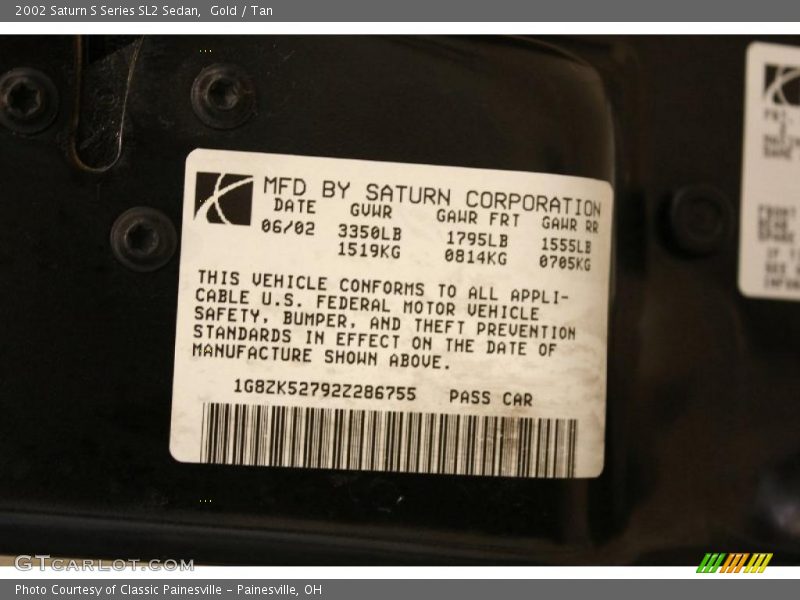 2002 Saturn S Series SL2 Sedan,  Gold / Tan
MFD BY SATURN CORPORATION
DATE GVWR GAWR FRT GAWR RR
06/02 3350LB 1795LB 1555LB
1519KG 0814KG 0705KG
THIS VEHICLE CONFORMS TO ALL APPLI-
CABLE U.S. FEDERAL MOTOR VEHICLE
SAFETY, BUMPER, AND THEFT PREVENTION
STANDARDS IN EFFECT ON THE DATE OF
MANUFACTURE SHOWN ABOVE.
1G8ZK52792Z286755 PASS CAR
GTCARLOT.COM
Photo Courtesy of Classic Painesville - Painesville, OH